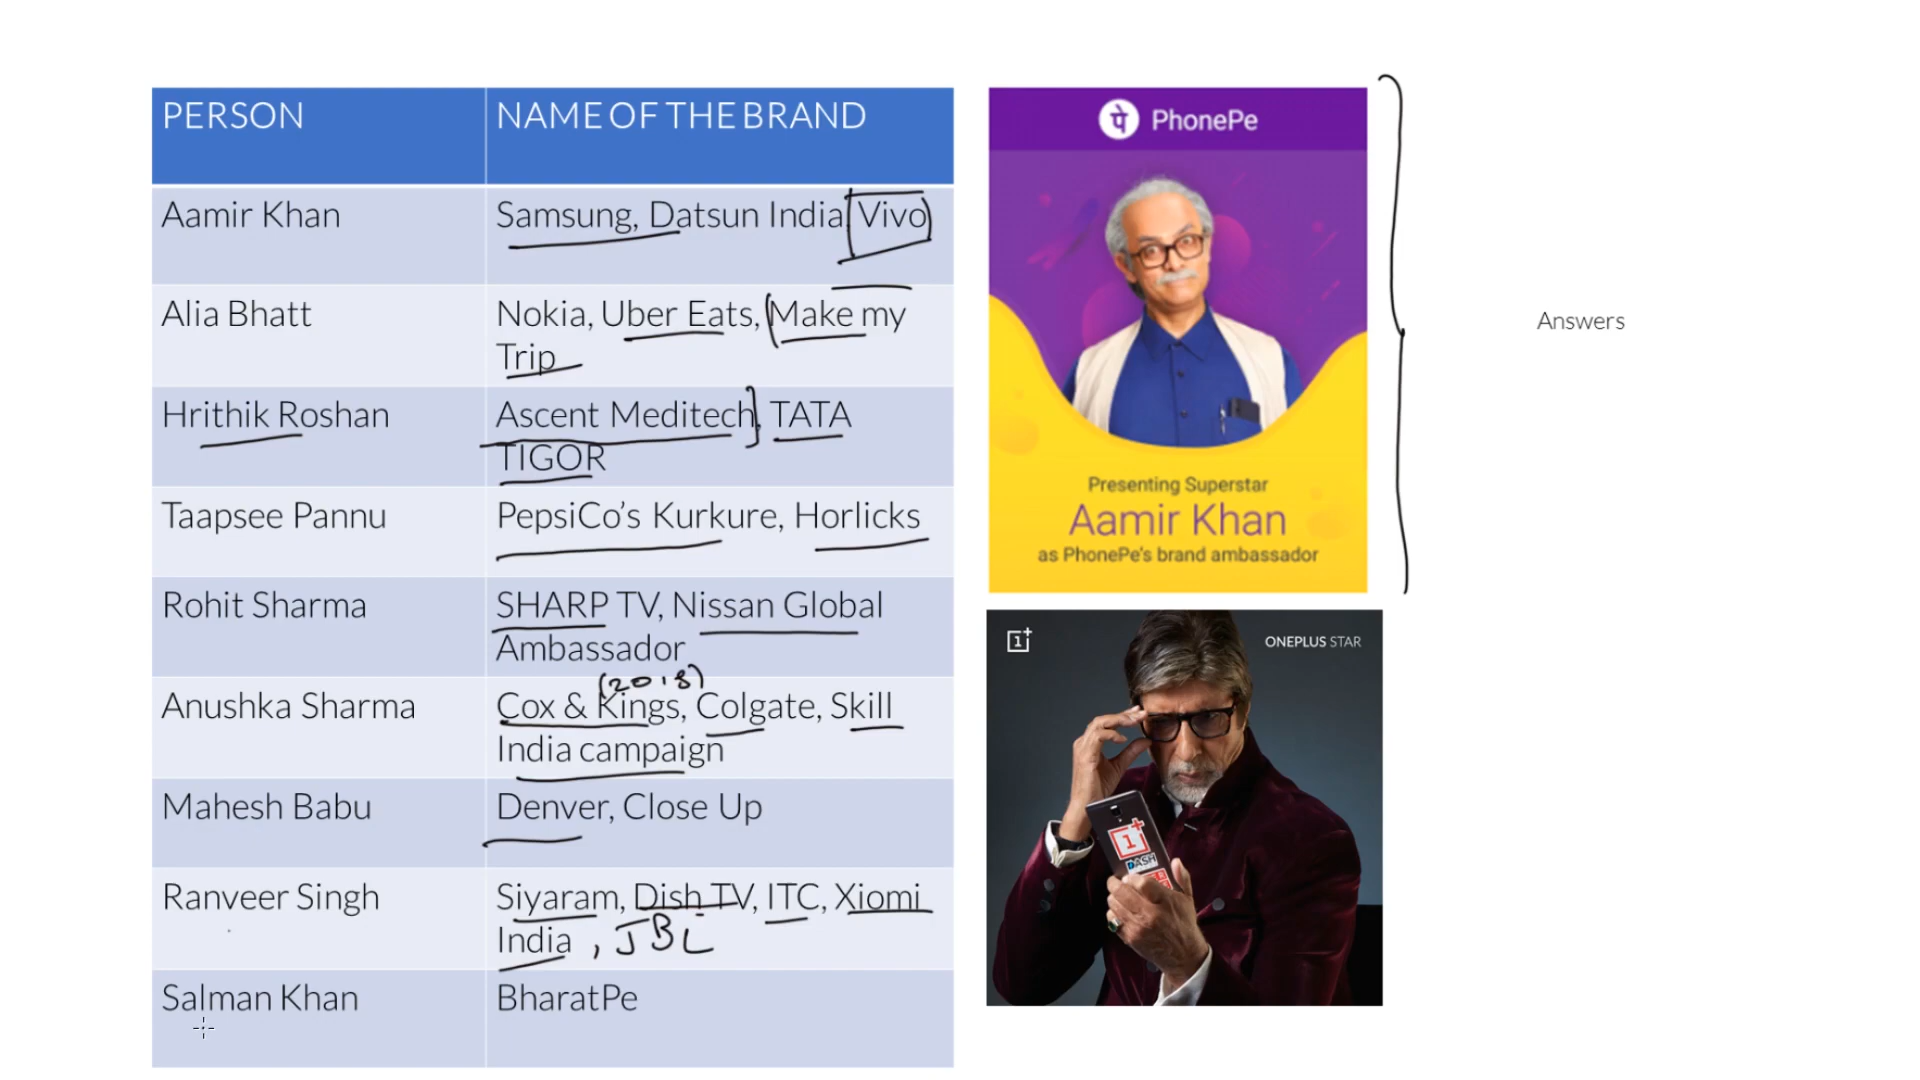 PERSON
NAME OF THE BRAND
Aamir Khan
Samsung, Datsun India, Vivo
Alia Bhatt
Nokia, Uber Eats, Make my
Trip
Hrithik Roshan
Ascent Meditech, TATA
TIGOR
Taapsee Pannu
PepsiCo's Kurkure, Horlicks
Rohit Sharma
SHARP TV, Nissan Global
Ambassador
(2018)
Anushka Sharma
Cox & Kings, Colgate, Skill
India campaign
Mahesh Babu
Denver, Close Up
Ranveer Singh
Siyaram, Dish TV, ITC, Xiomi
India , JBL
Salman Khan
BharatPe
पे PhonePe
Presenting Superstar
Aamir Khan
as PhonePe's brand ambassador
1+
ONEPLUS STAR
1+
DASH
Answers